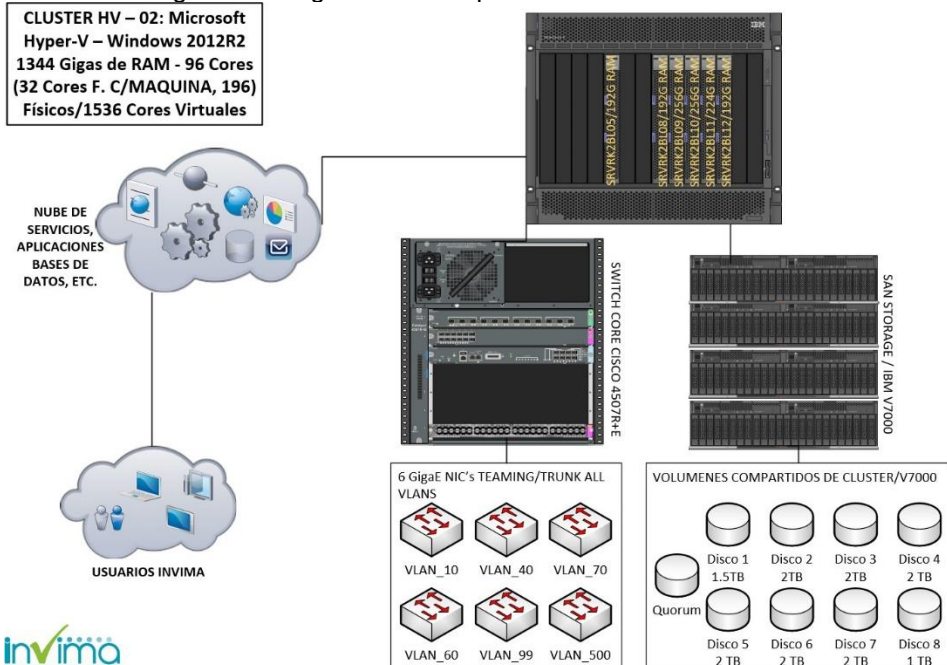 CLUSTER HV – 02: Microsoft
Hyper-V – Windows 2012R2
1344 Gigas de RAM - 96 Cores
(32 Cores F. C/MAQUINA, 196)
Físicos/1536 Cores Virtuales
IBM
SRVRK2BL05/192G RAM
SRVRK2BL08/192G RAM
SRVRK2BL09/256G RAM
SRVRK2BL10/256G RAM
SRVRK2BL11/224G RAM
SRVRK2BL12/192G RAM
NUBE DE
SERVICIOS,
APLICACIONES
BASES DE
DATOS, ETC.
SWITCH CORE CISCO 4507R+E
SAN STORAGE / IBM V7000
USUARIOS INVIMA
6 GigaE NIC's TEAMING/TRUNK ALL
VLANS
VLAN_10 VLAN_40 VLAN_70
VLAN_60 VLAN_99 VLAN_500
VOLUMENES COMPARTIDOS DE CLUSTER/V7000
Quorum
Disco 1 Disco 2 Disco 3 Disco 4
1.5TB 2TB 2TB 2 TB
Disco 5 Disco 6 Disco 7 Disco 8
2 TB 2 TB 2 TB 1 TB
invima